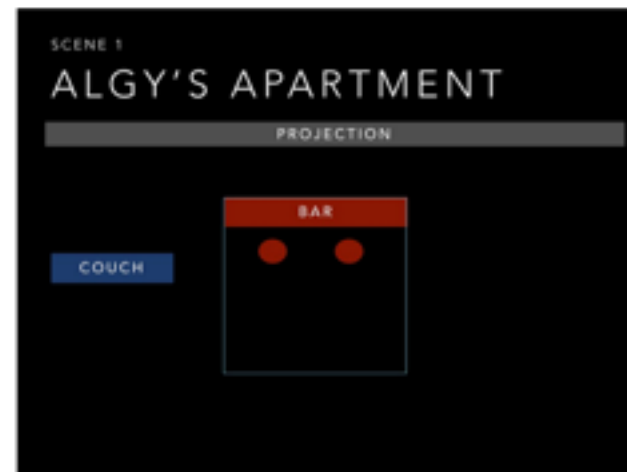 SCENE 1
ALGY'S APARTMENT
PROJECTION
BAR
COUCH